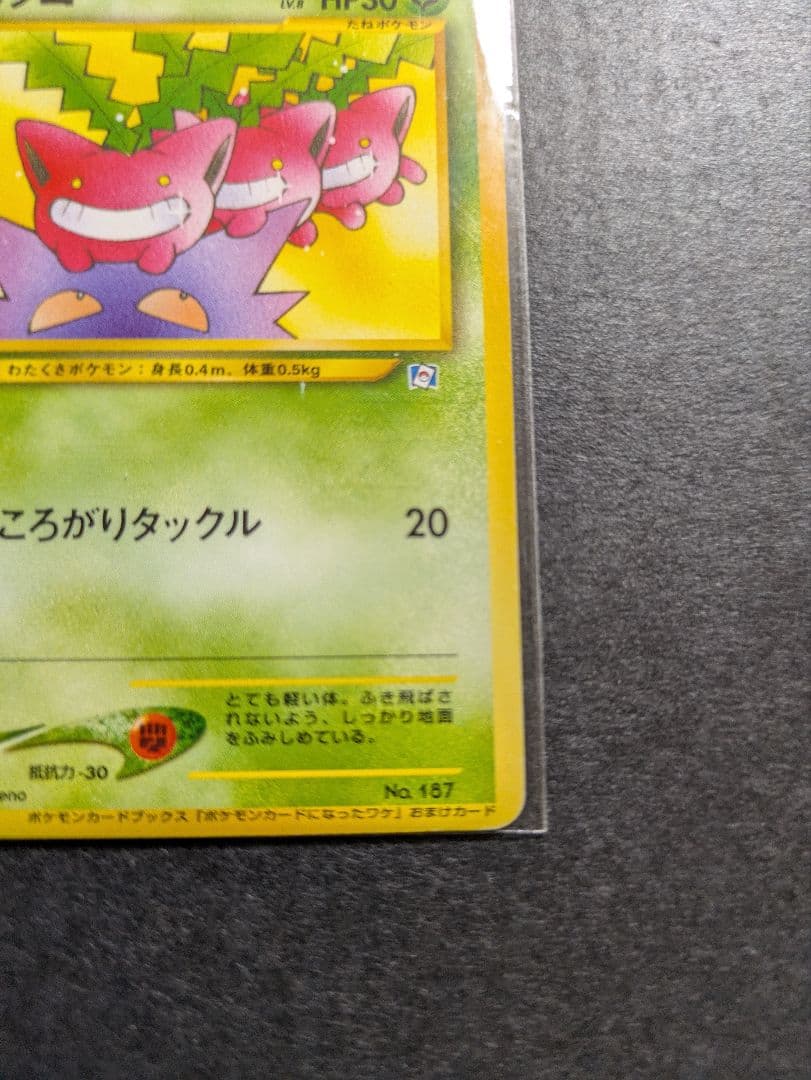 LV.8 HP30
たねポケモン
わたくさポケモン：身長0.4m、体重0.5kg
ころがりタックル 20
とても軽い体。ふき飛ばさ
れないよう、しっかり地面
をふみしめている。
抵抗力 -30
No. 187
eno
ポケモンカードブックス「ポケモンカードになったワケ」おまけカード